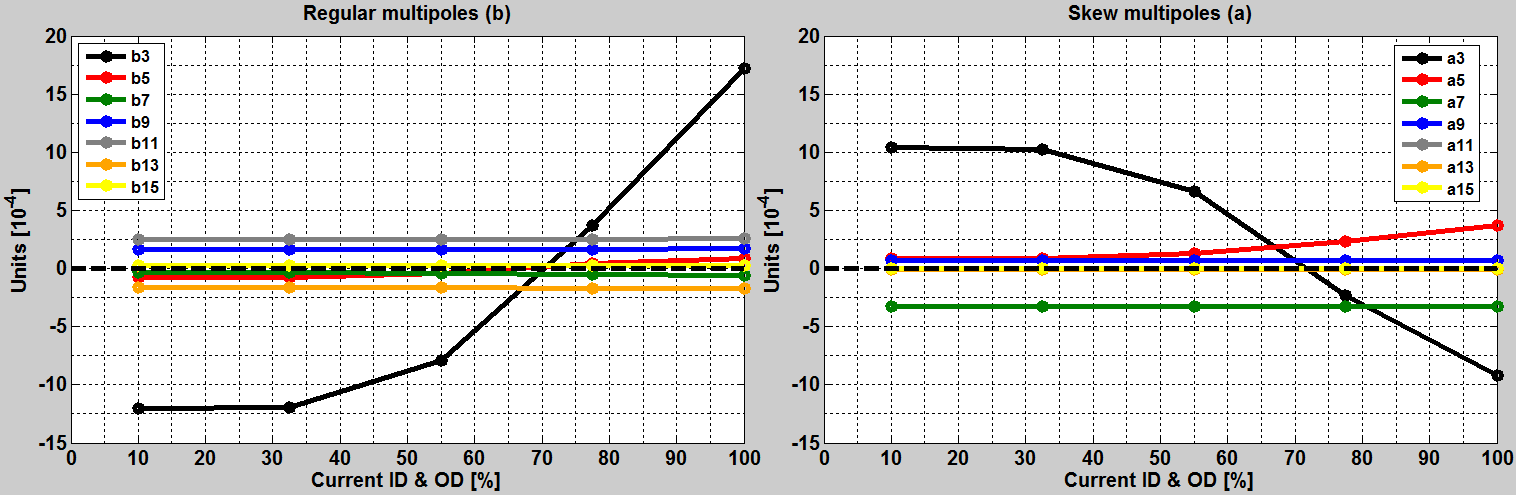 Regular multipoles (b)
20
15
10
5
0
-5
-10
-15
Units [10-4]
b3
b5
b7
b9
b11
b13
b15
0 10 20 30 40 50 60 70 80 90 100
Current ID & OD [%]
Skew multipoles (a)
20
15
10
5
0
-5
-10
-15
Units [10-4]
a3
a5
a7
a9
a11
a13
a15
0 10 20 30 40 50 60 70 80 90 100
Current ID & OD [%]